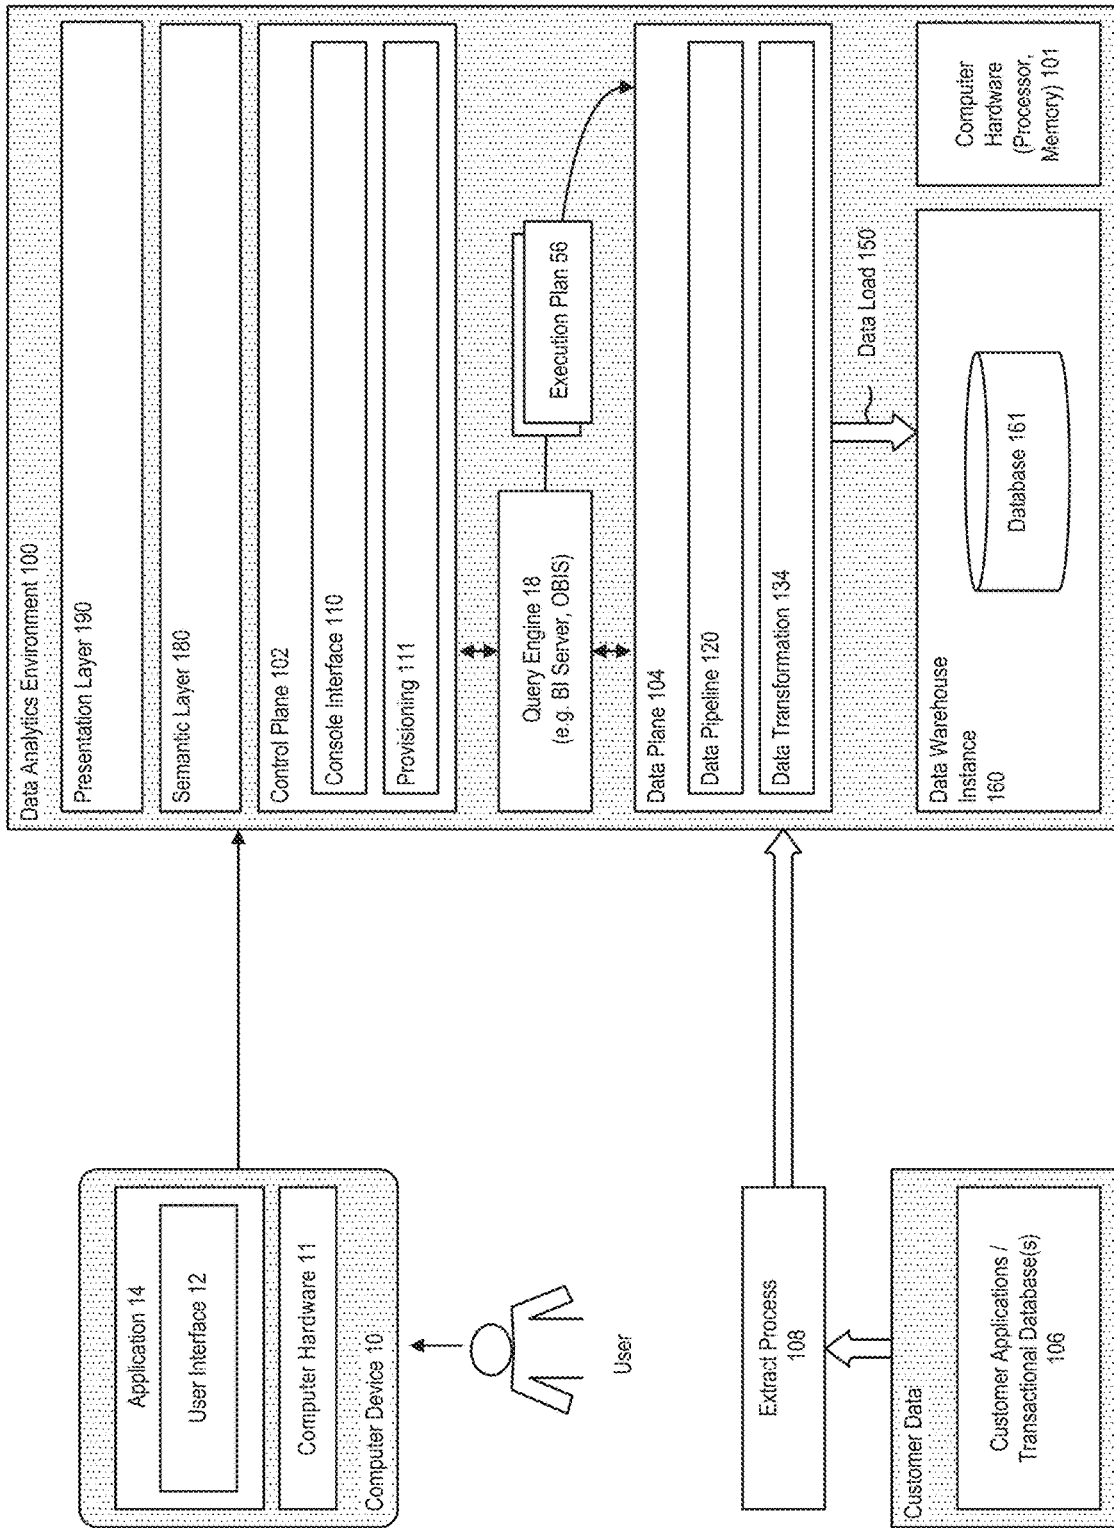 Data Analytics Environment 100
Presentation Layer 190
Semantic Layer 180
Control Plane 102
Console Interface 110
Provisioning 111
Query Engine 18
(e.g. BI Server, OBIS)
Execution Plan 56
Data Plane 104
Data Pipeline 120
Data Transformation 134
Data Load 150
Data Warehouse
Instance
160
Database 161
Computer
Hardware
(Processor,
Memory) 101
Application 14
User Interface 12
Computer Hardware 11
Computer Device 10
User
Extract Process
108
Customer Data
Customer Applications /
Transactional Database(s)
106